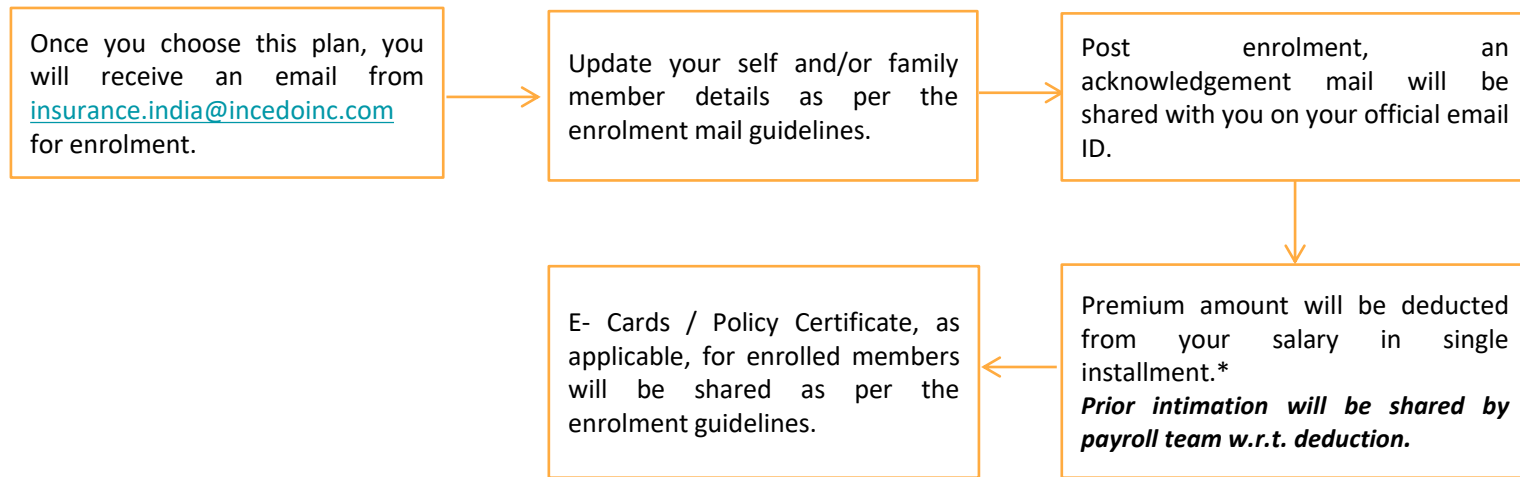 Once you choose this plan, you
will receive an email from
insurance.india@incedoinc.com
for enrolment.
Update your self and/or family
member details as per the
enrolment mail guidelines.
Post enrolment, an
acknowledgement mail will be
shared with you on your official email
ID.
Premium amount will be deducted
from your salary in single
installment.*
Prior intimation will be shared by
payroll team w.r.t. deduction.
E- Cards / Policy Certificate, as
applicable, for enrolled members
will be shared as per the
enrolment guidelines.